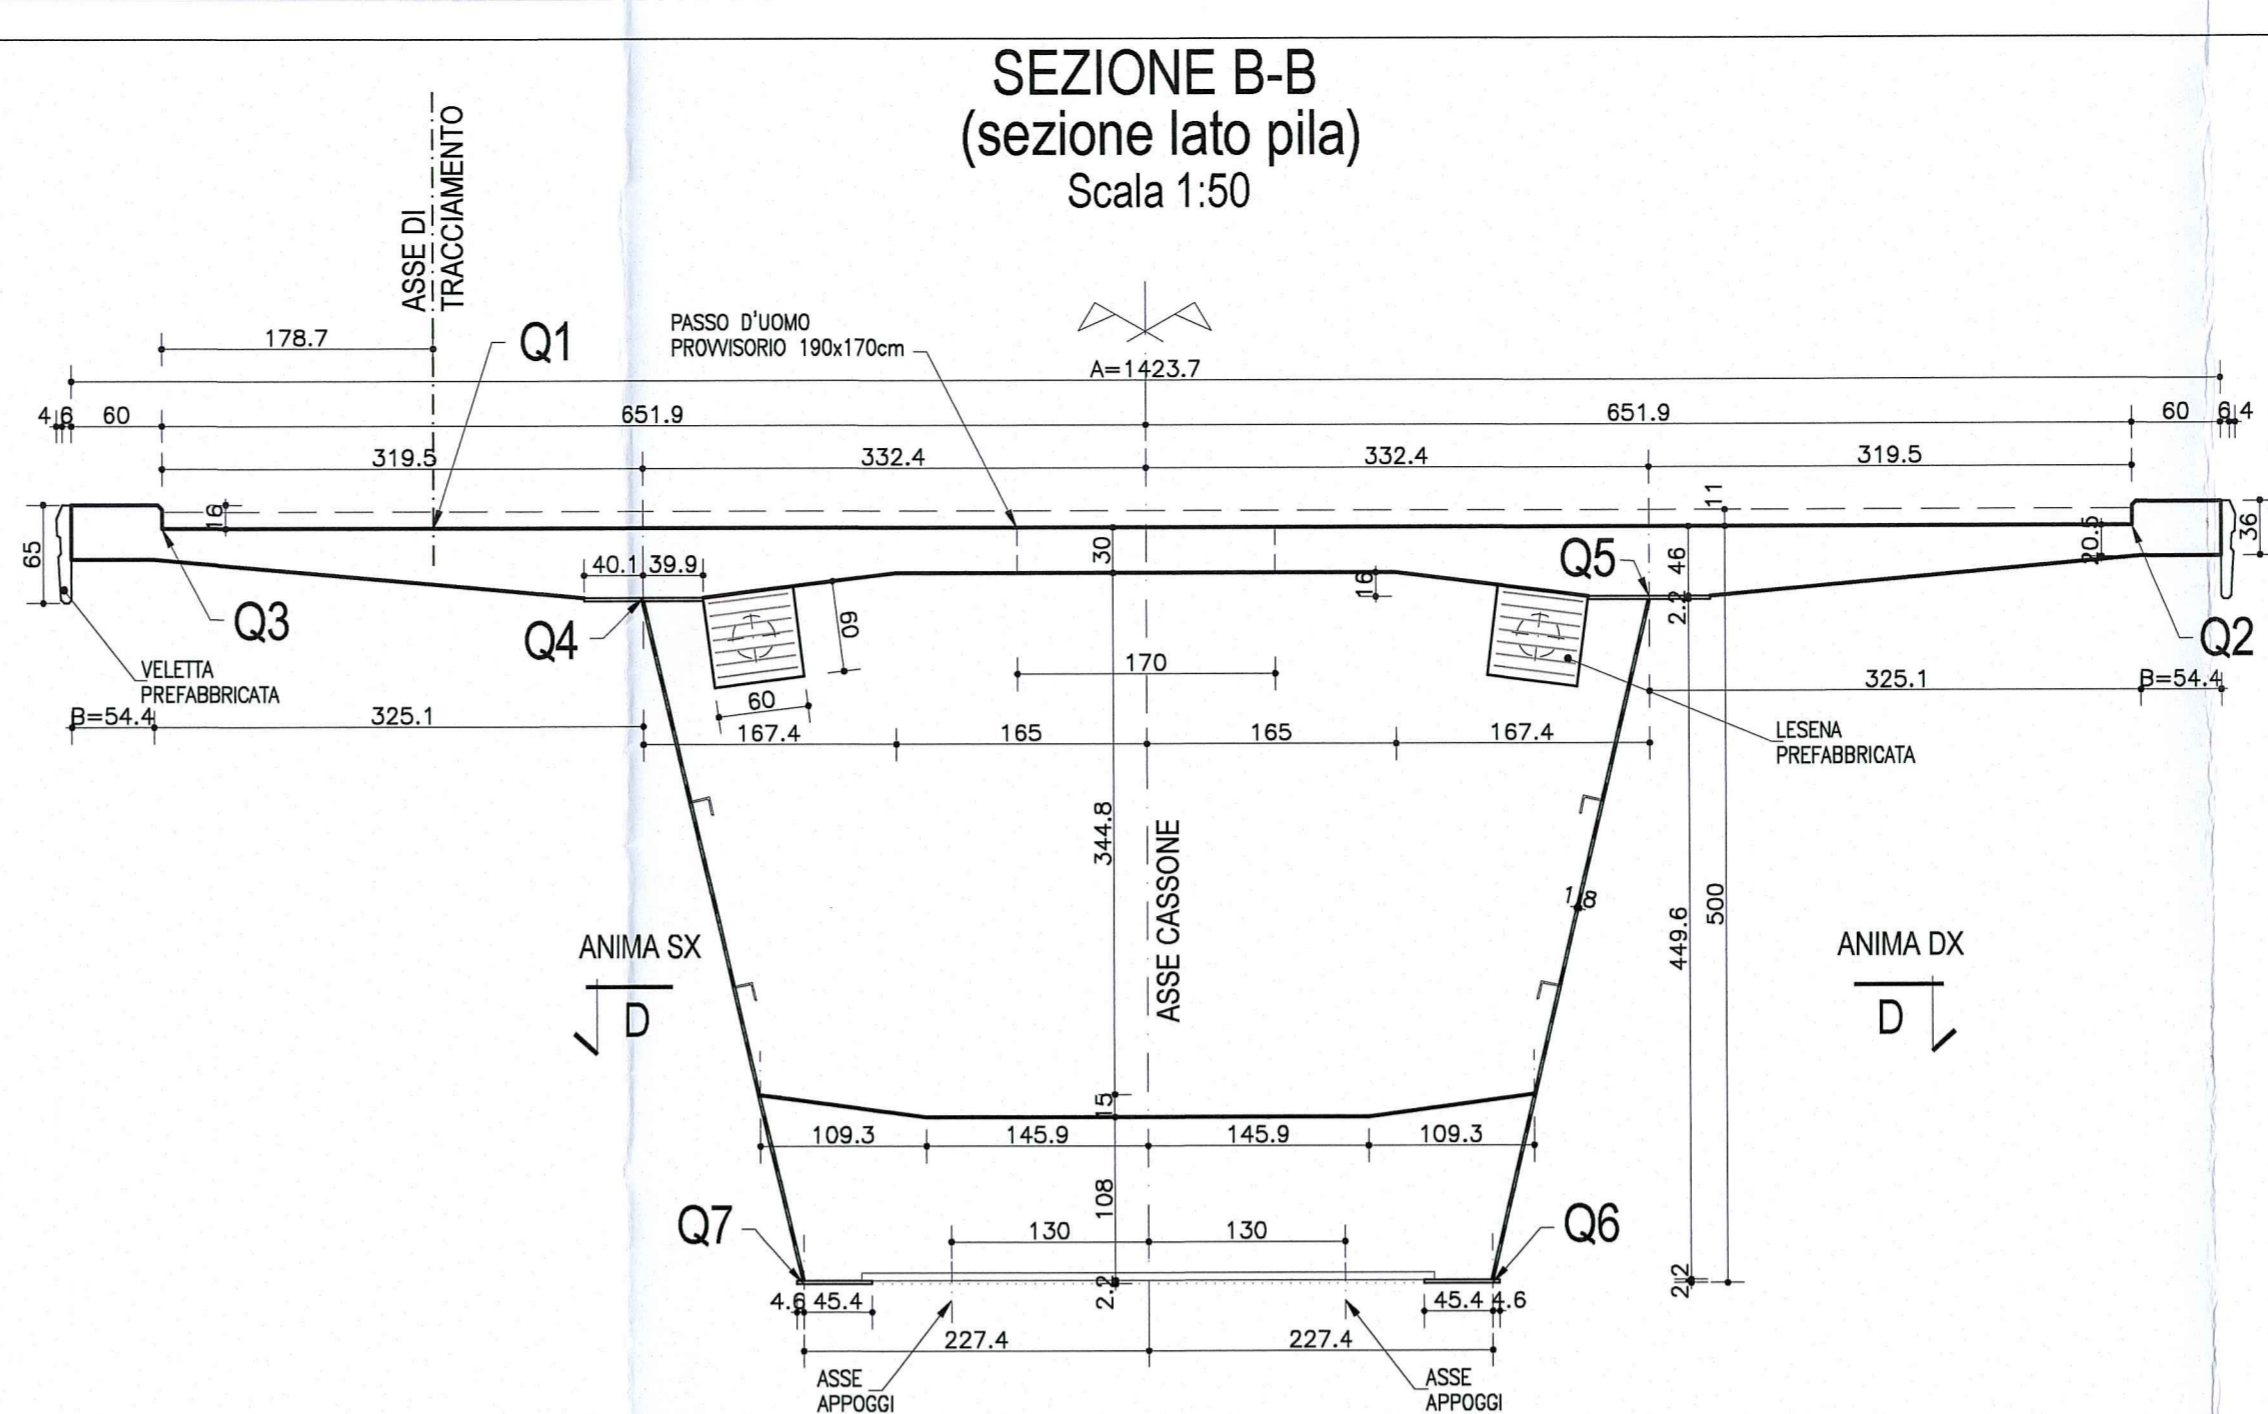 SEZIONE B-B
(sezione lato pila)
Scala 1:50
ASSE DI
TRACCIAMENTO
178.7
Q1
PASSO D'UOMO
PROVVISORIO 190x170cm
A=1423.7
4 6 60 651.9 651.9 60 6 4
319.5 332.4 332.4 319.5
11
16
65
30
46
20.5
36
40.1 39.9
16
Q5
2.2
Q3
Q4
60
Q2
VELETTA
PREFABBRICATA
170
325.1 B=54.4
60
B=54.4 325.1
167.4 165 165 167.4
LESENA
PREFABBRICATA
344.8
ASSE CASSONE
1.8
449.6
500
ANIMA SX
D
ANIMA DX
D
15
109.3 145.9 145.9 109.3
108
Q7
130 130
Q6
2.2
2.2
4.6 45.4
45.4 4.6
227.4 227.4
ASSE
APPOGGI
ASSE
APPOGGI